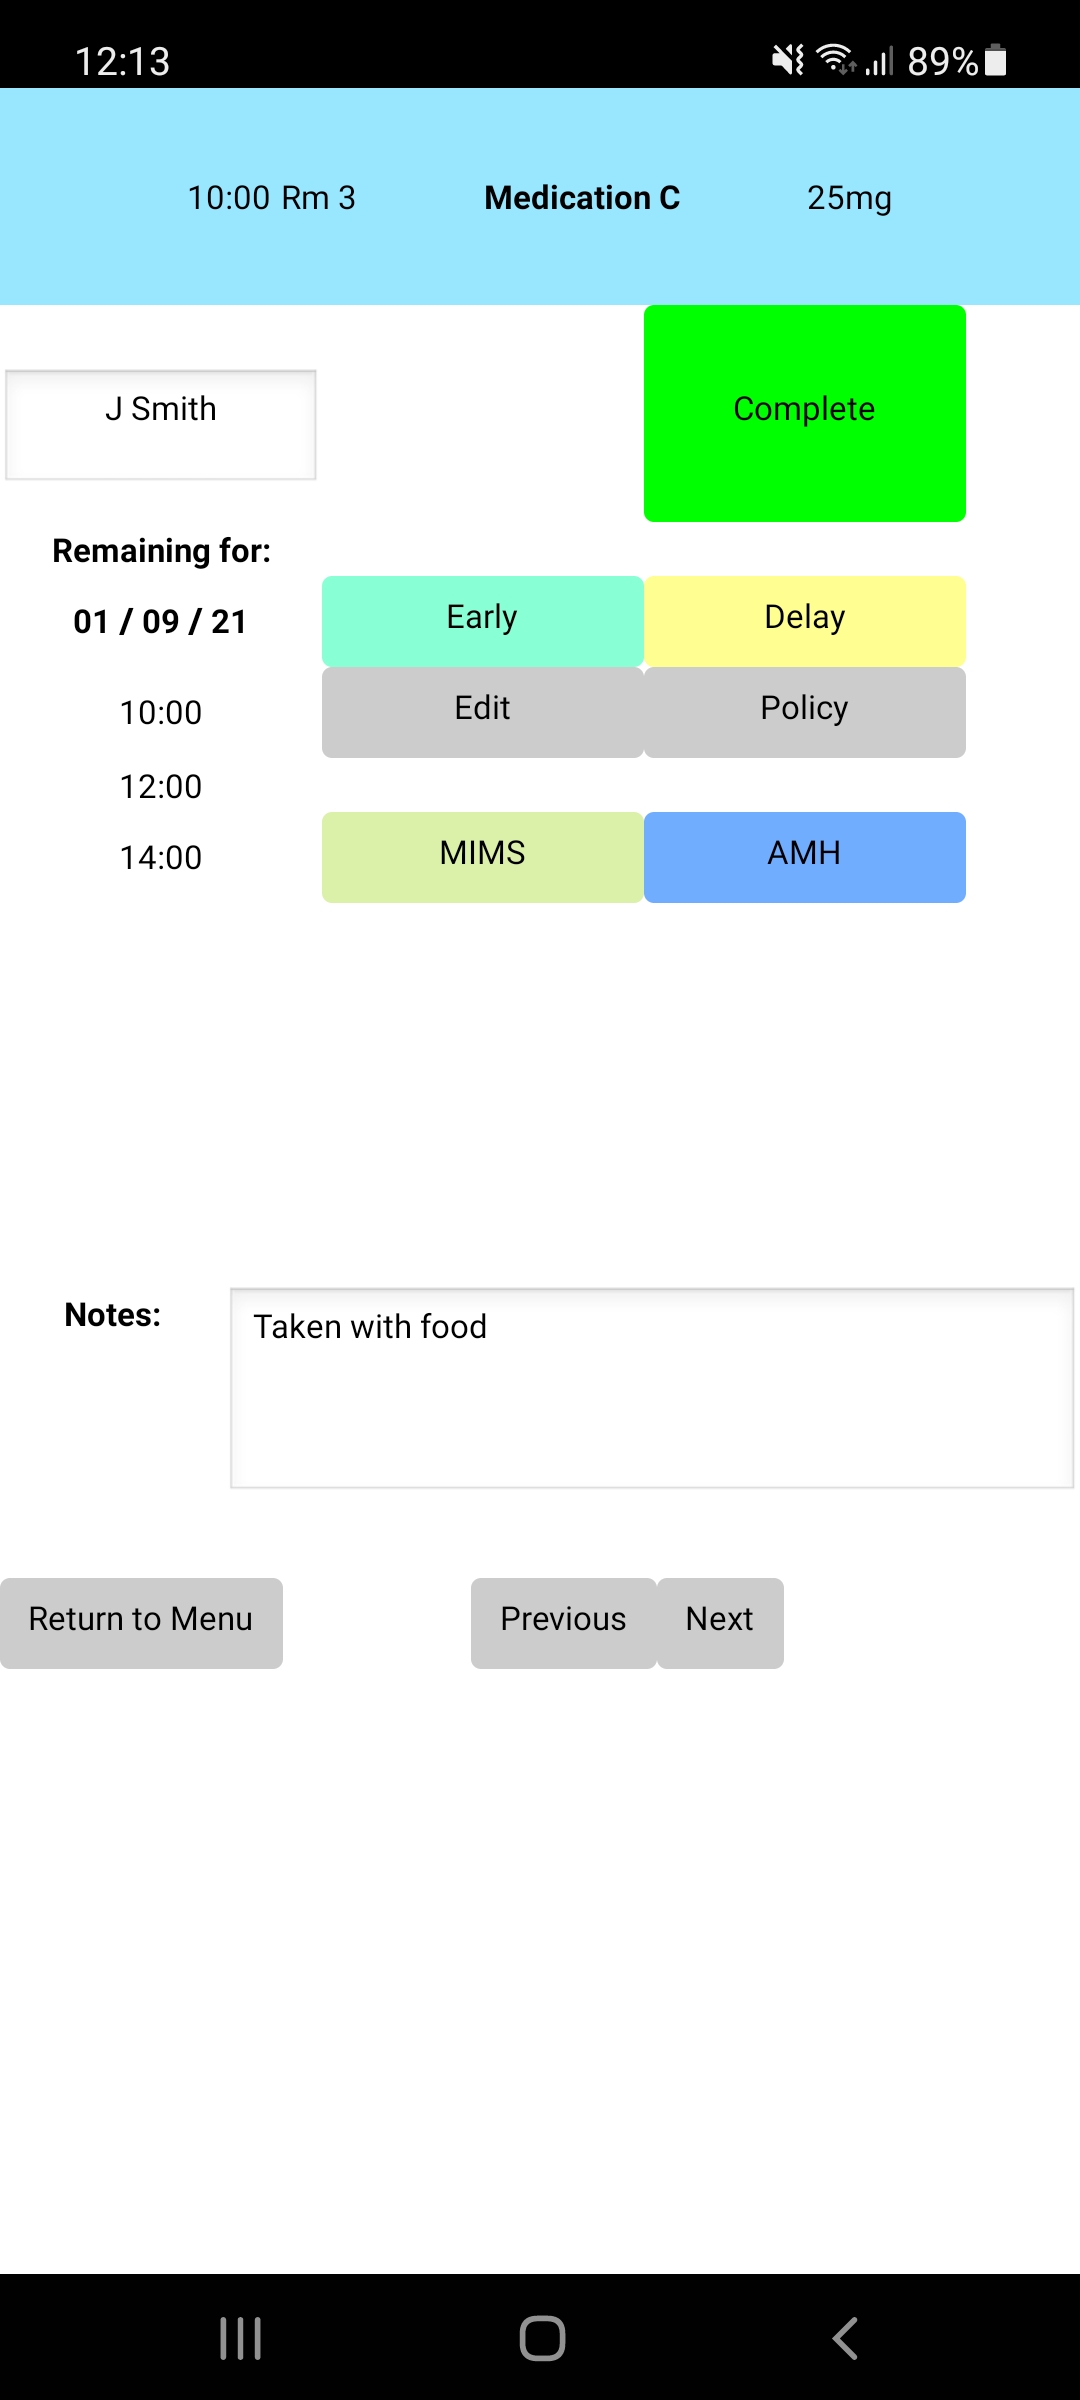 12:13 89%
10:00 Rm 3 Medication C 25mg
J Smith Complete
Remaining for:
01 / 09 / 21 Early Delay
10:00 Edit Policy
12:00
14:00 MIMS AMH
Notes: Taken with food
Return to Menu Previous Next